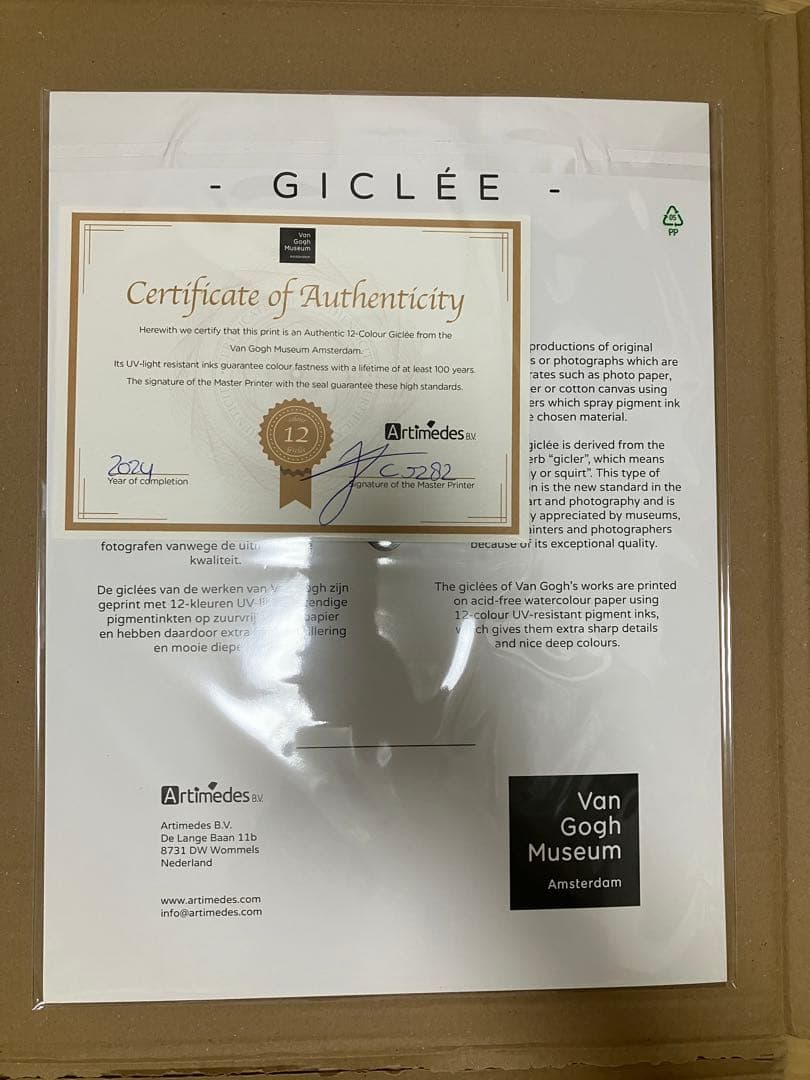 - GICLÉE -
05
PP
Van
Gogh
Museum
Certificate of Authenticity
Herewith we certify that this print is an Authentic 12-Colour Giclée from the
Van Gogh Museum Amsterdam.
Its UV-light resistant inks guarantee colour fastness with a lifetime of at least 100 years.
The signature of the Master Printer with the seal guarantee these high standards.
12
Artimedes B.V.
2024
Year of completion
CJ282
Signature of the Master Printer
productions of original
s or photographs which are
rates such as photo paper,
er or cotton canvas using
ers which spray pigment ink
chosen material.
giclée is derived from the
erb “gicler”, which means
y or squirt”. This type of
n is the new standard in the
art and photography and is
y appreciated by museums,
ainters and photographers
because of its exceptional quality.
fotografen vanwege de
kwaliteit.
De giclées van de werken van gh zijn
geprint met 12-kleuren endige
pigmentinkten op apier
en hebben daardoor extra illering
en mooie
The giclées of Van Gogh’s works are printed
on acid-free watercolour paper using
12-colour UV-resistant pigment inks,
which gives them extra sharp details
and nice deep colours.
Artimedes B.V.
Artimedes B.V.
De Lange Baan 11b
8731 DW Wommels
Nederland
www.artimedes.com
info@artimedes.com
Van
Gogh
Museum
Amsterdam